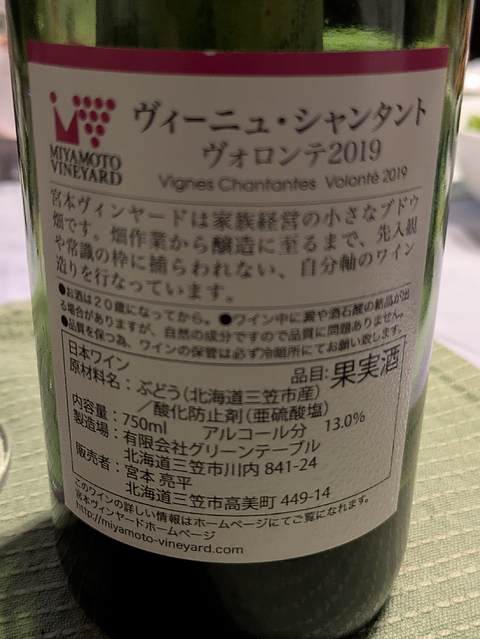 MIYAMOTO
VINEYARD
ヴィーニュ・シャンタント
ヴォロンテ2019
Vignes Chantantes Volonté 2019
宮本ヴィンヤードは家族経営の小さなブドウ
畑です。畑作業から醸造に至るまで、先入観
や常識の枠に捕らわれない、自分軸のワイン
造りを行なっています。
●お酒は20歳になってから。●ワイン中に澱や酒石酸の結晶が出
る場合がありますが、自然の成分ですので品質に問題ありません。
●品質を保つ為、ワインの保管は必ず冷暗所にてお願い致します。
日本ワイン 品目:果実酒
原材料名:ぶどう(北海道三笠市産)
/酸化防止剤(亜硫酸塩)
内容量:750ml アルコール分 13.0%
製造場:有限会社グリーンテーブル
北海道三笠市川内 841-24
販売者:宮本 亮平
北海道三笠市高美町 449-14
このワインの詳しい情報はホームページにてご覧になれます。
宮本ヴィンヤードホームページ
http://miyamoto-vineyard.com